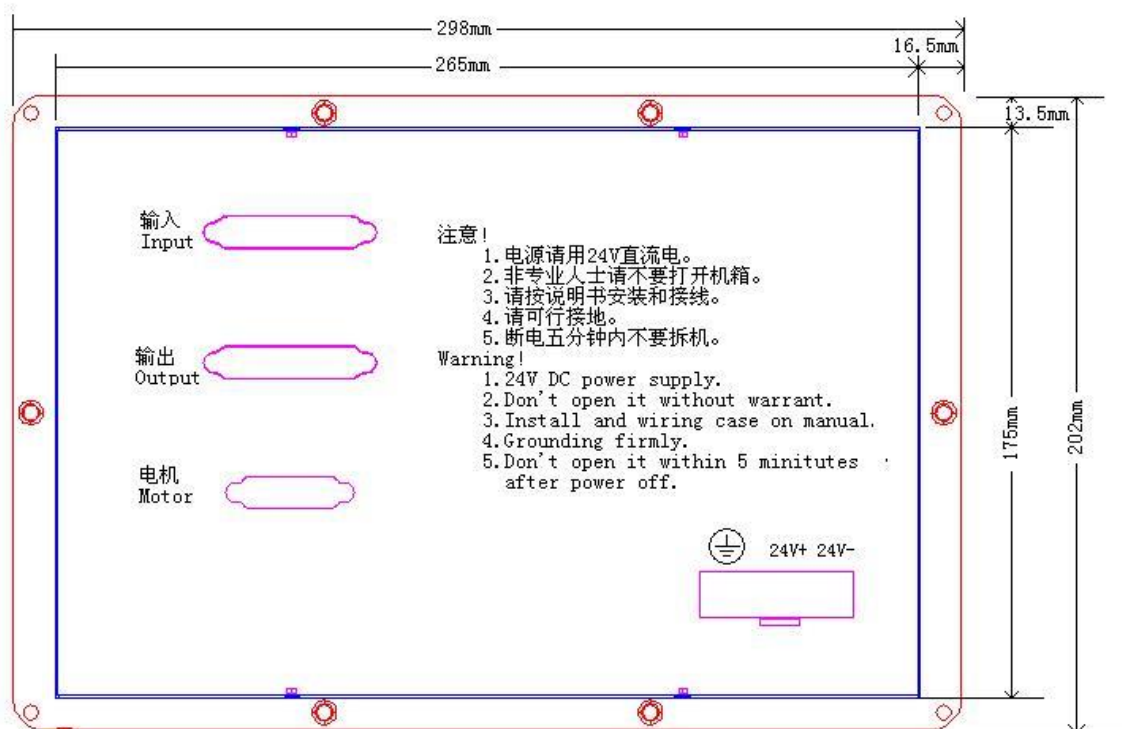 298mm
16.5mm
265mm
13.5mm
输入
Input
注意!
1.电源请用24V直流电。
2.非专业人士请不要打开机箱。
3.请按说明书安装和接线。
4.请可行接地。
5.断电五分钟内不要拆机。
输出
Output
Warning!
1.24V DC power supply.
2.Don't open it without warrant.
3.Install and wiring case on manual.
4.Grounding firmly.
5.Don't open it within 5 minitutes
after power off.
175mm
202mm
电机
Motor
24V+ 24V-